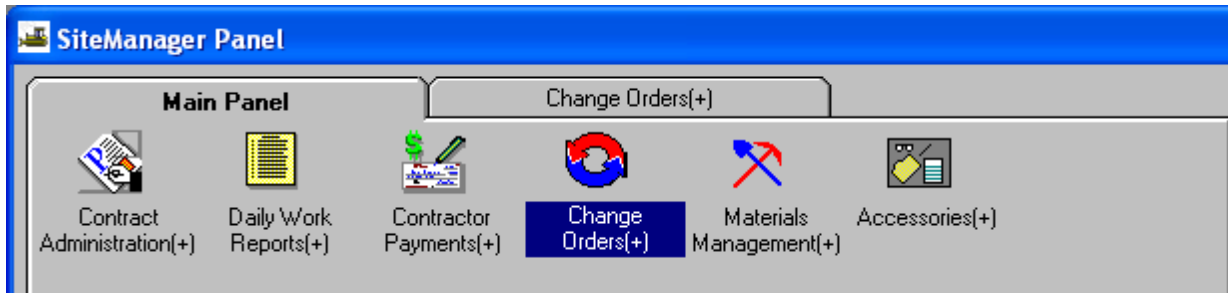 SiteManager Panel
Main Panel
Change Orders(+)
Contract
Administration(+)
Daily Work
Reports(+)
Contractor
Payments(+)
Change
Orders(+)
Materials
Management(+)
Accessories(+)